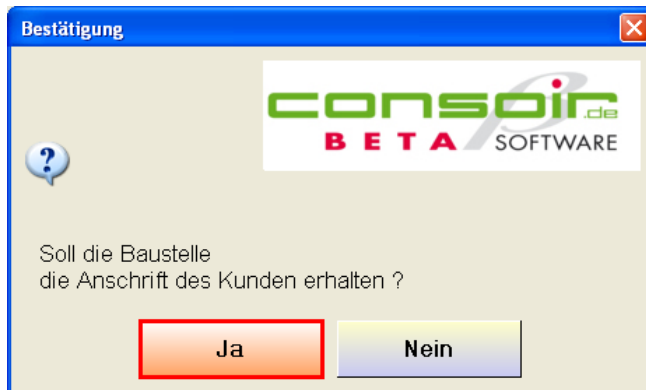 Bestätigung
consoir.de
BETA SOFTWARE
?
Soll die Baustelle
die Anschrift des Kunden erhalten ?
Ja
Nein